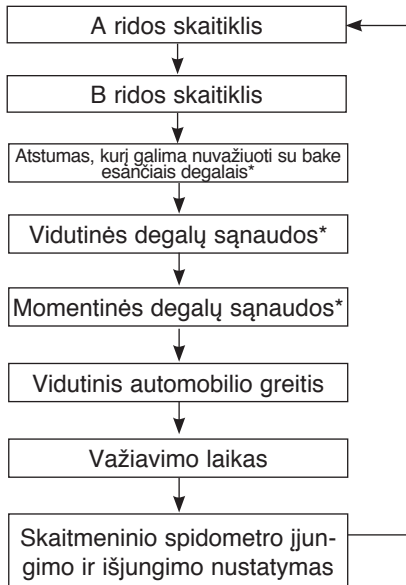 A ridos skaitiklis
B ridos skaitiklis
Atstumas, kurį galima nuvažiuoti su bake
esančiais degalais*
Vidutinės degalų sąnaudos*
Momentinės degalų sąnaudos*
Vidutinis automobilio greitis
Važiavimo laikas
Skaitmeninio spidometro įjun-
gimo ir išjungimo nustatymas